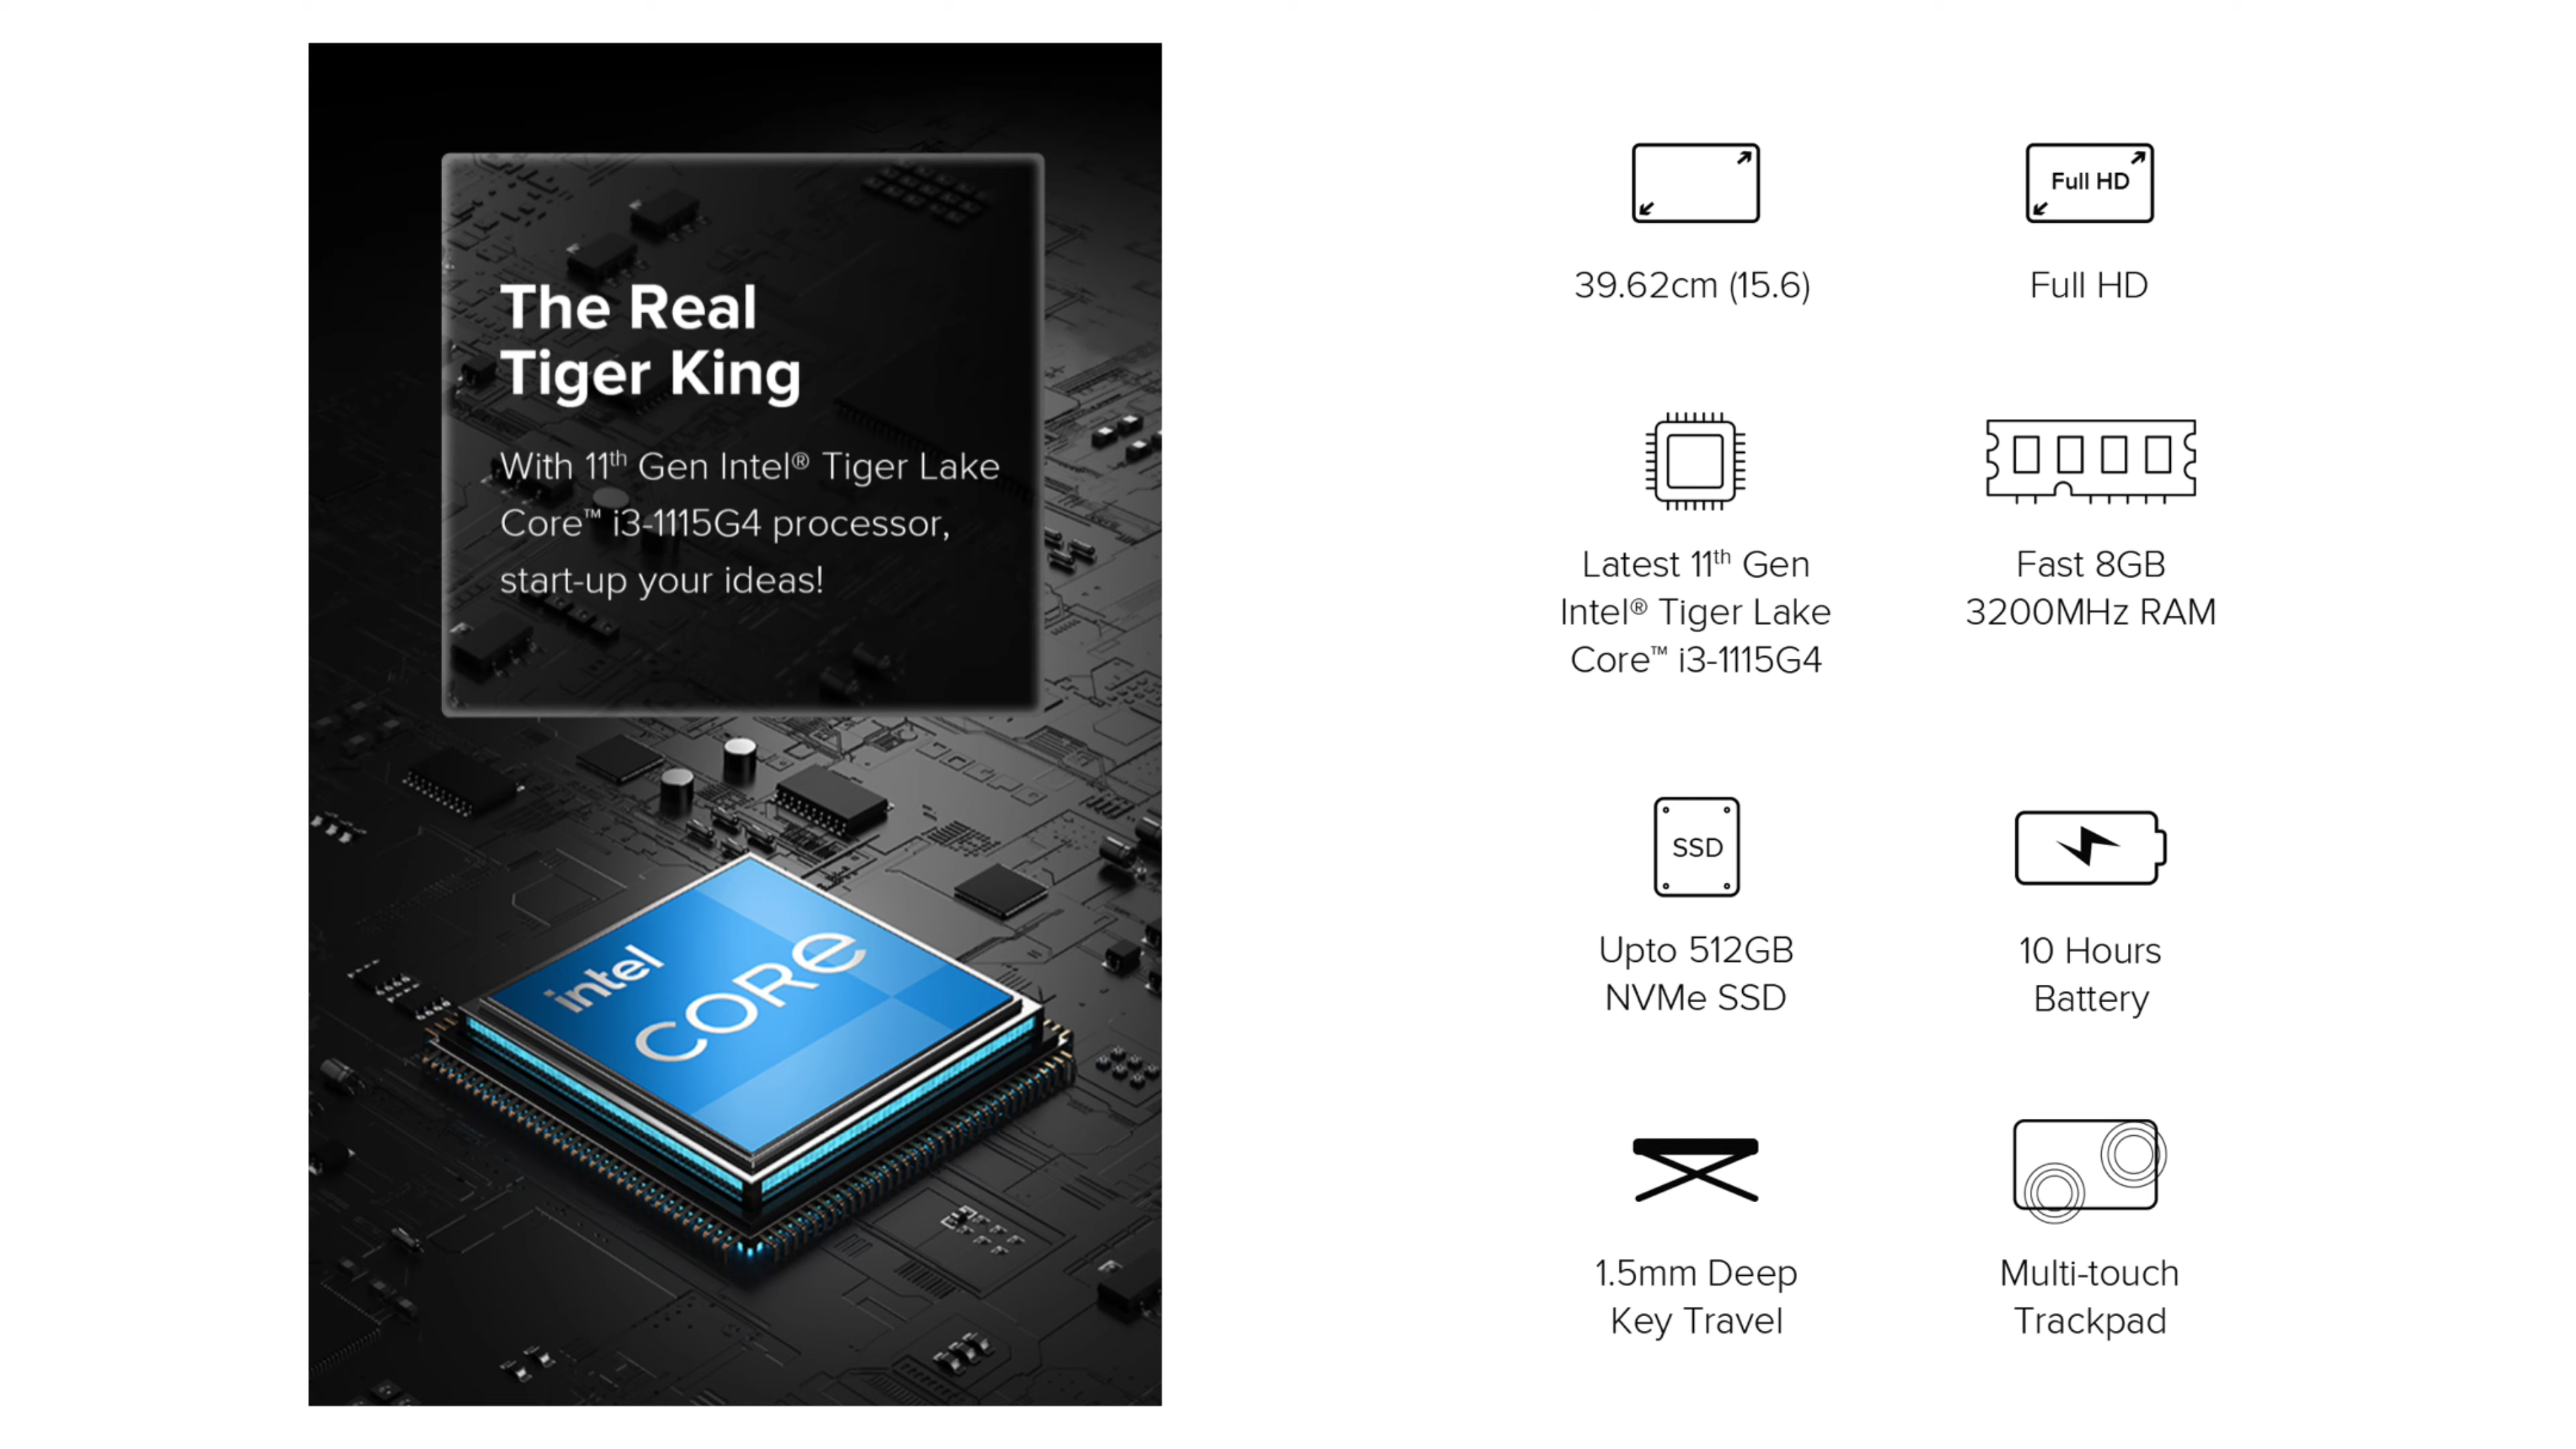 The Real
Tiger King
With 11th Gen Intel® Tiger Lake
Core™ i3-1115G4 processor,
start-up your ideas!
intel
CORE
39.62cm (15.6)
Full HD
Full HD
Latest 11th Gen
Intel® Tiger Lake
Core™ i3-1115G4
Fast 8GB
3200MHz RAM
SSD
Upto 512GB
NVMe SSD
10 Hours
Battery
1.5mm Deep
Key Travel
Multi-touch
Trackpad